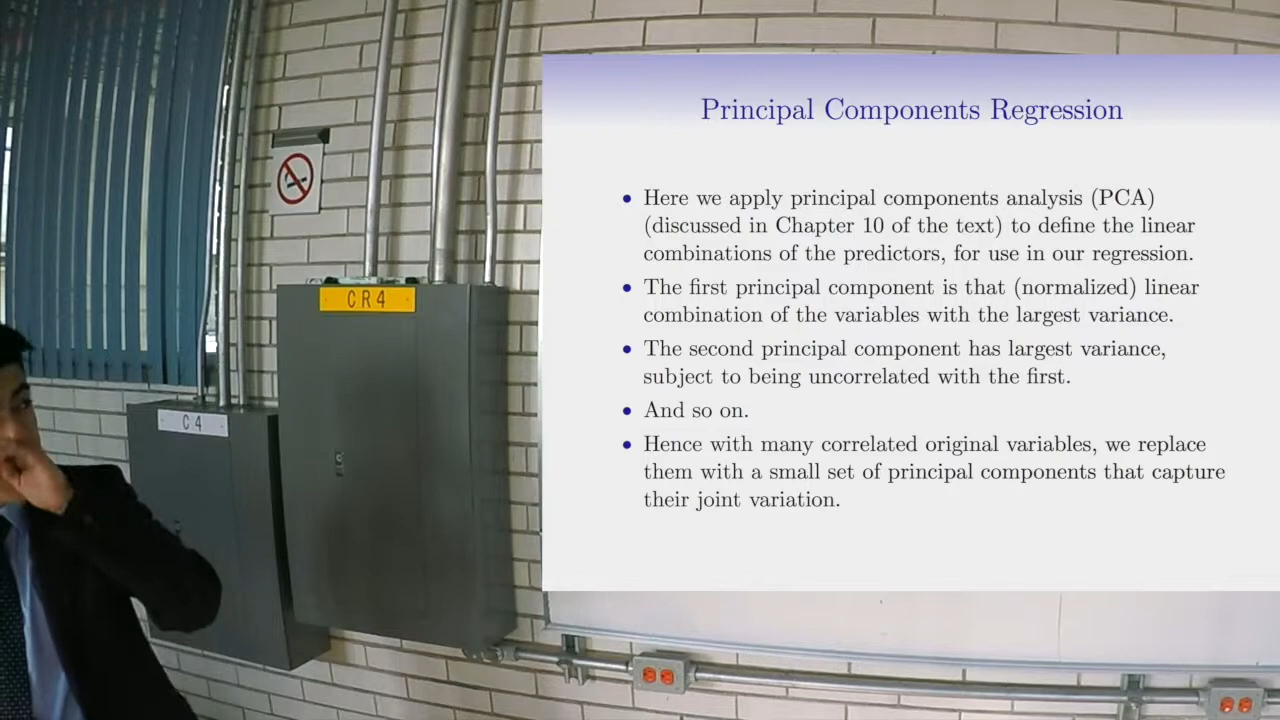 Principal Components Regression
• Here we apply principal components analysis (PCA)
(discussed in Chapter 10 of the text) to define the linear
combinations of the predictors, for use in our regression.
• The first principal component is that (normalized) linear
combination of the variables with the largest variance.
• The second principal component has largest variance,
subject to being uncorrelated with the first.
• And so on.
• Hence with many correlated original variables, we replace
them with a small set of principal components that capture
their joint variation.
CR4
C4